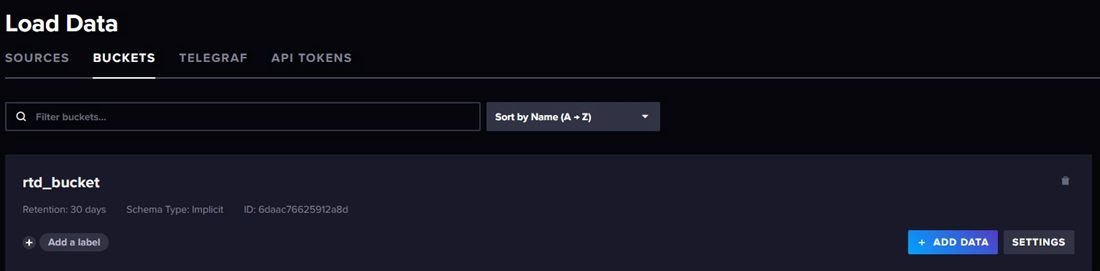 Load Data
SOURCES BUCKETS TELEGRAF API TOKENS
Filter buckets... Sort by Name (A → Z)
rtd_bucket
Retention: 30 days Schema Type: Implicit ID: 6daac76625912a8d
+ Add a label + ADD DATA SETTINGS